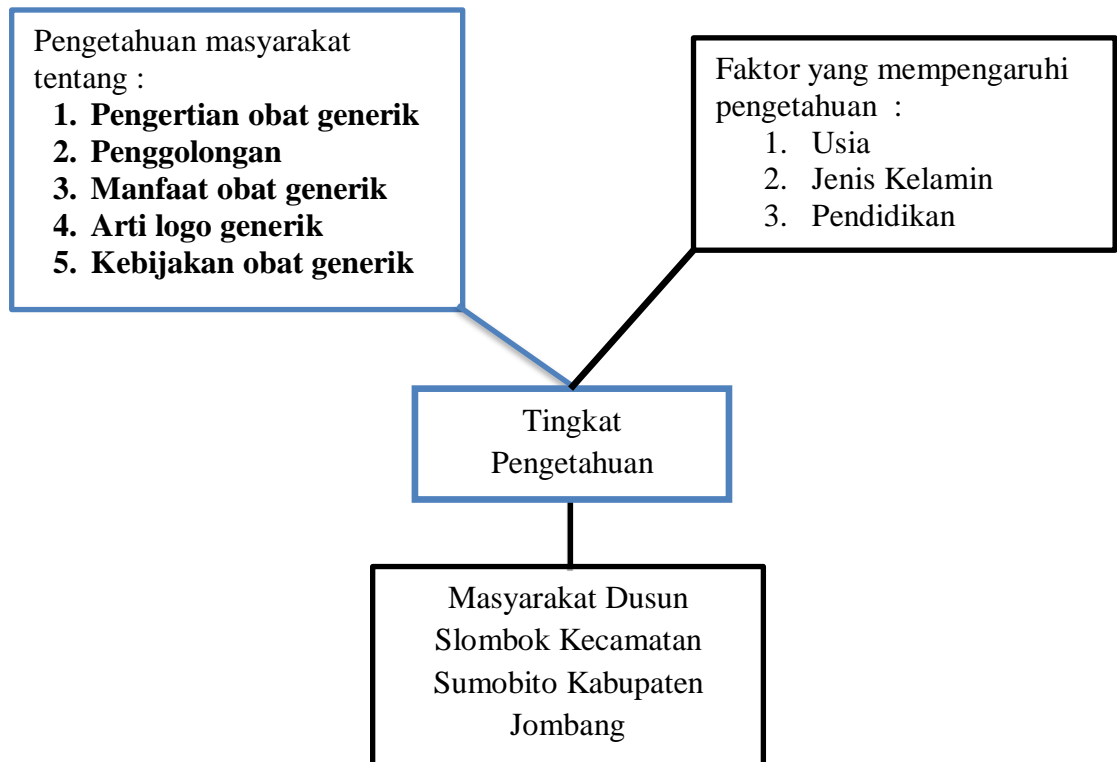 Pengetahuan masyarakat
tentang :
1. Pengertian obat generik
2. Penggolongan
3. Manfaat obat generik
4. Arti logo generik
5. Kebijakan obat generik
Faktor yang mempengaruhi
pengetahuan :
1. Usia
2. Jenis Kelamin
3. Pendidikan
Tingkat
Pengetahuan
Masyarakat Dusun
Slombok Kecamatan
Sumobito Kabupaten
Jombang